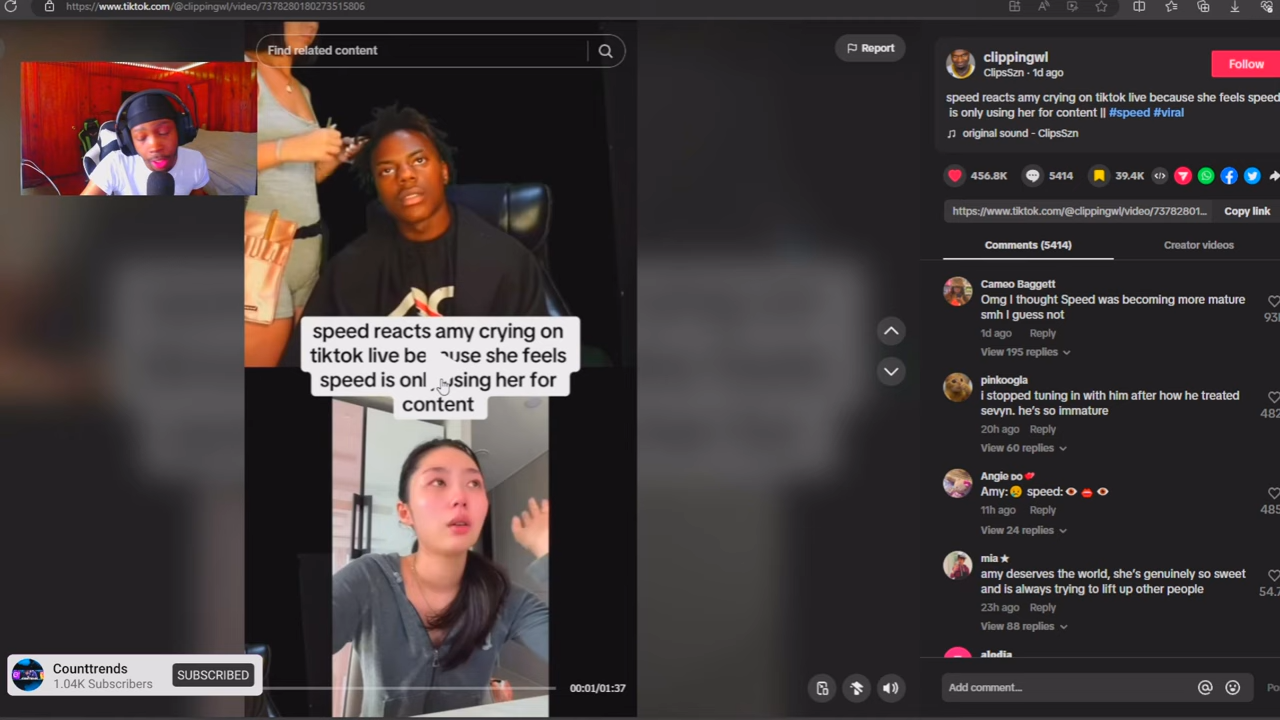 https://www.tiktok.com/@clippingwl/video/7378280180273515806
Find related content
Report
speed reacts amy crying on
tiktok live because she feels
speed is only using her for
content
00:01/01:37
Counttrends
1.04K Subscribers
SUBSCRIBED
clippingwl
ClipsSzn · 1d ago
Follow
speed reacts amy crying on tiktok live because she feels speed
is only using her for content || #speed #viral
original sound - ClipsSzn
456.8K
5414
39.4K
https://www.tiktok.com/@clippingwl/video/73782801...
Copy link
Comments (5414)
Creator videos
Cameo Baggett
Omg I thought Speed was becoming more mature
smh I guess not
1d ago Reply
View 195 replies
pinkoogla
i stopped tuning in with him after how he treated
sevyn. he's so immature
20h ago Reply
482
View 60 replies
Angie DO
Amy:😥 speed:👁️👄👁️
11h ago Reply
485
View 24 replies
mia ★
amy deserves the world, she's genuinely so sweet
and is always trying to lift up other people
23h ago Reply
54.7
View 88 replies
Add comment...